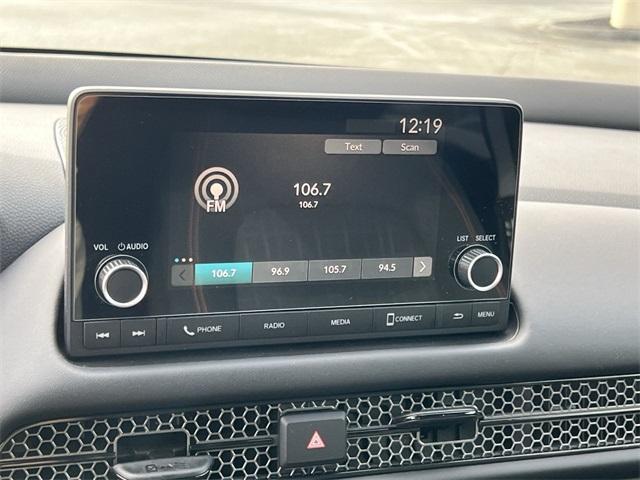 12:19
Text Scan
FM
106.7
106.7
VOL AUDIO
LIST SELECT
106.7 96.9 105.7 94.5
PHONE RADIO MEDIA CONNECT MENU